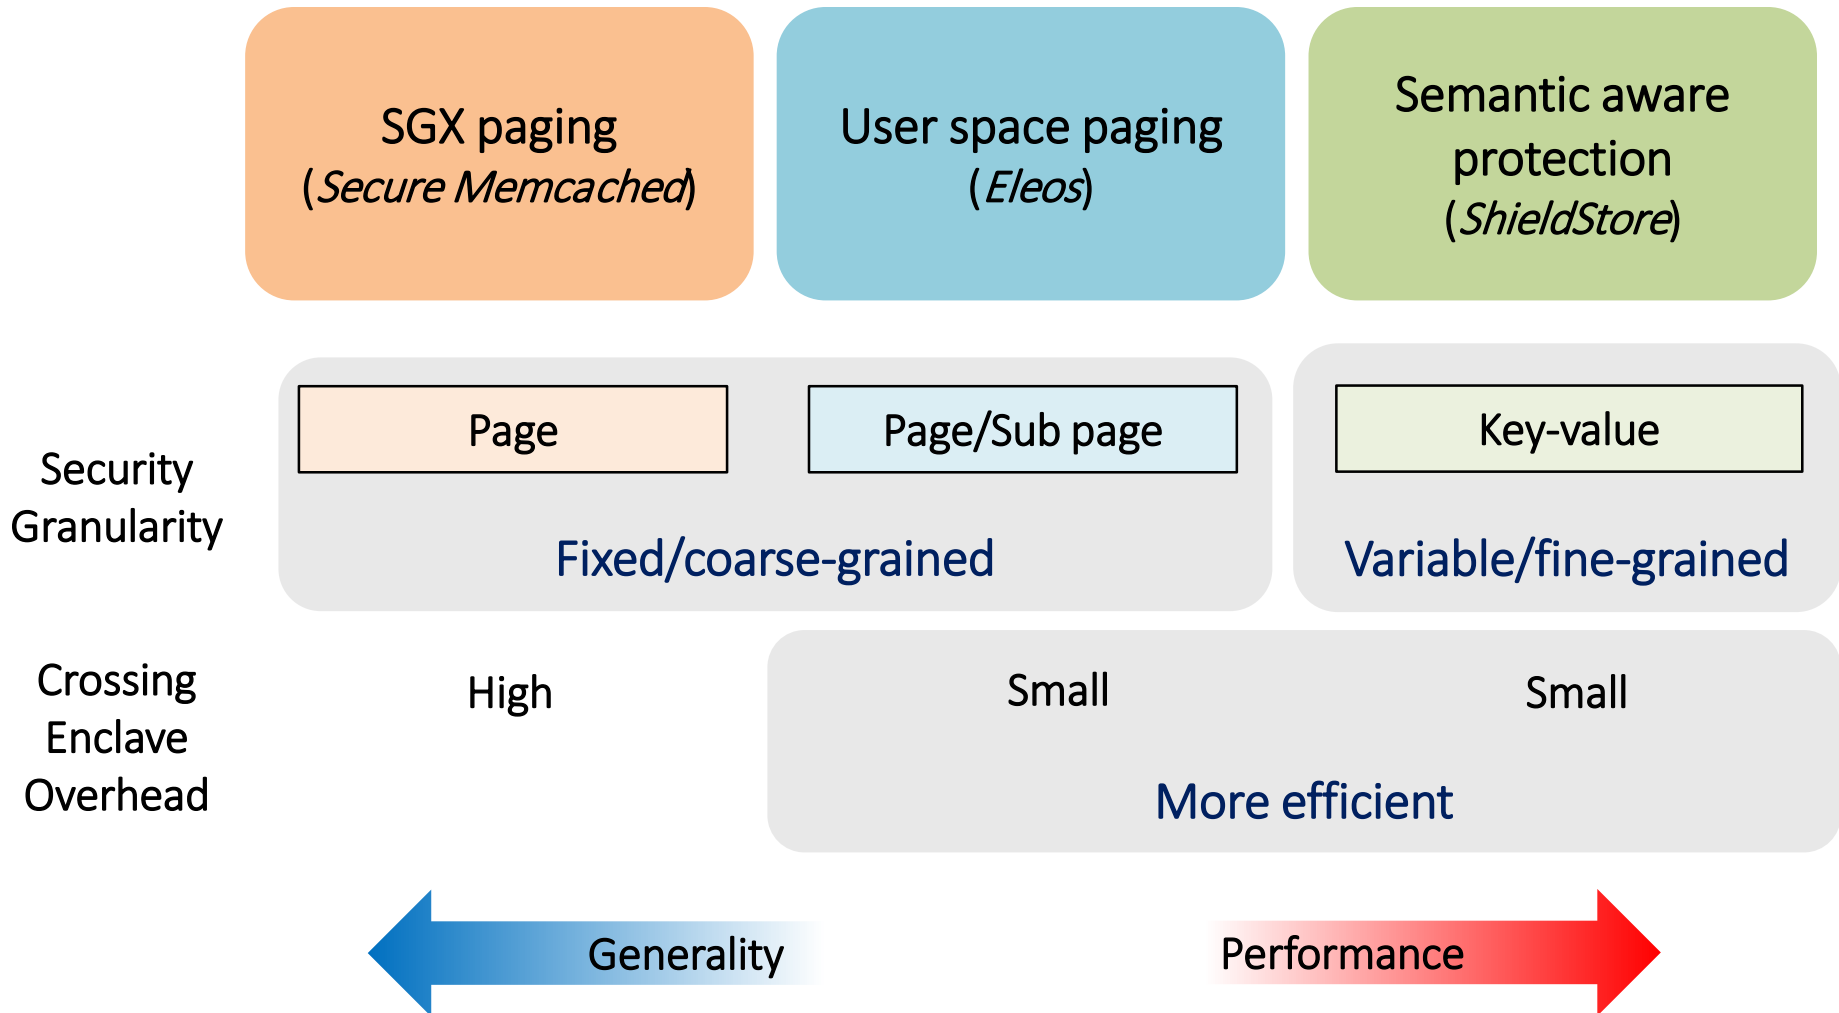 SGX paging
(Secure Memcached)
User space paging
(Eleos)
Semantic aware
protection
(ShieldStore)
Security
Granularity
Page
Page/Sub page
Key-value
Fixed/coarse-grained
Variable/fine-grained
Crossing
Enclave
Overhead
High
Small
Small
More efficient
Generality
Performance